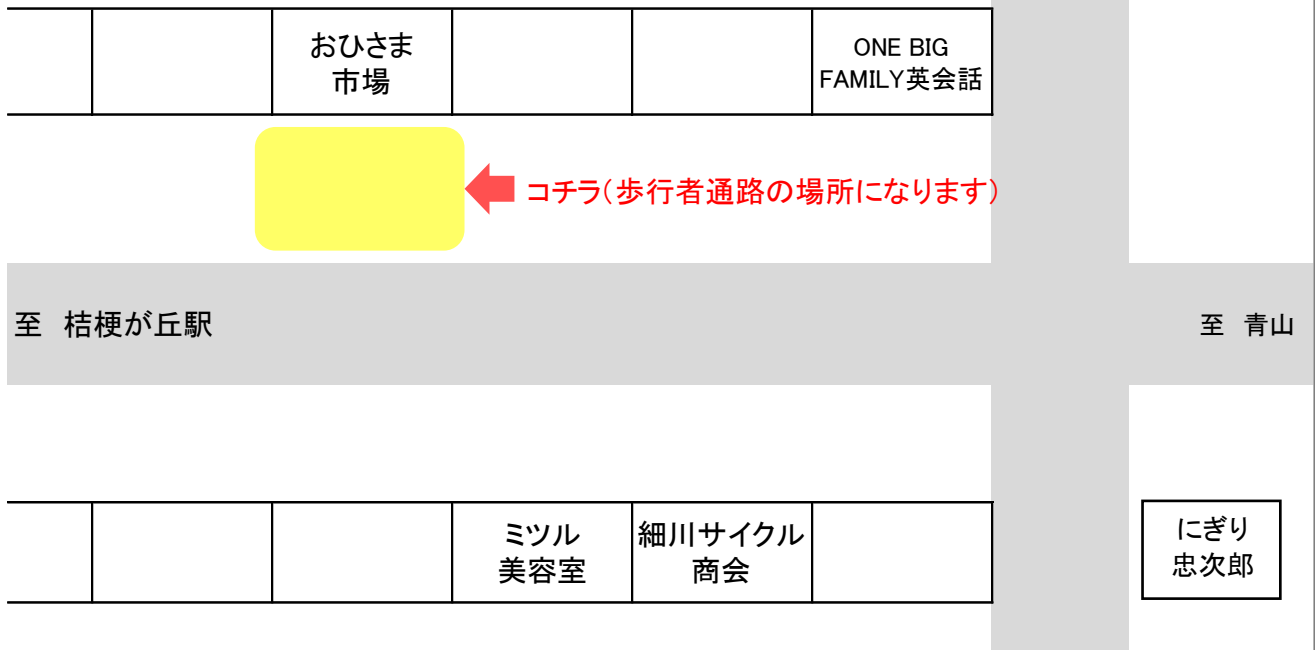 おひさま
市場
ONE BIG
FAMILY英会話
コチラ(歩行者通路の場所になります)
至 桔梗が丘駅
至 青山
ミツル
美容室
細川サイクル
商会
にぎり
忠次郎